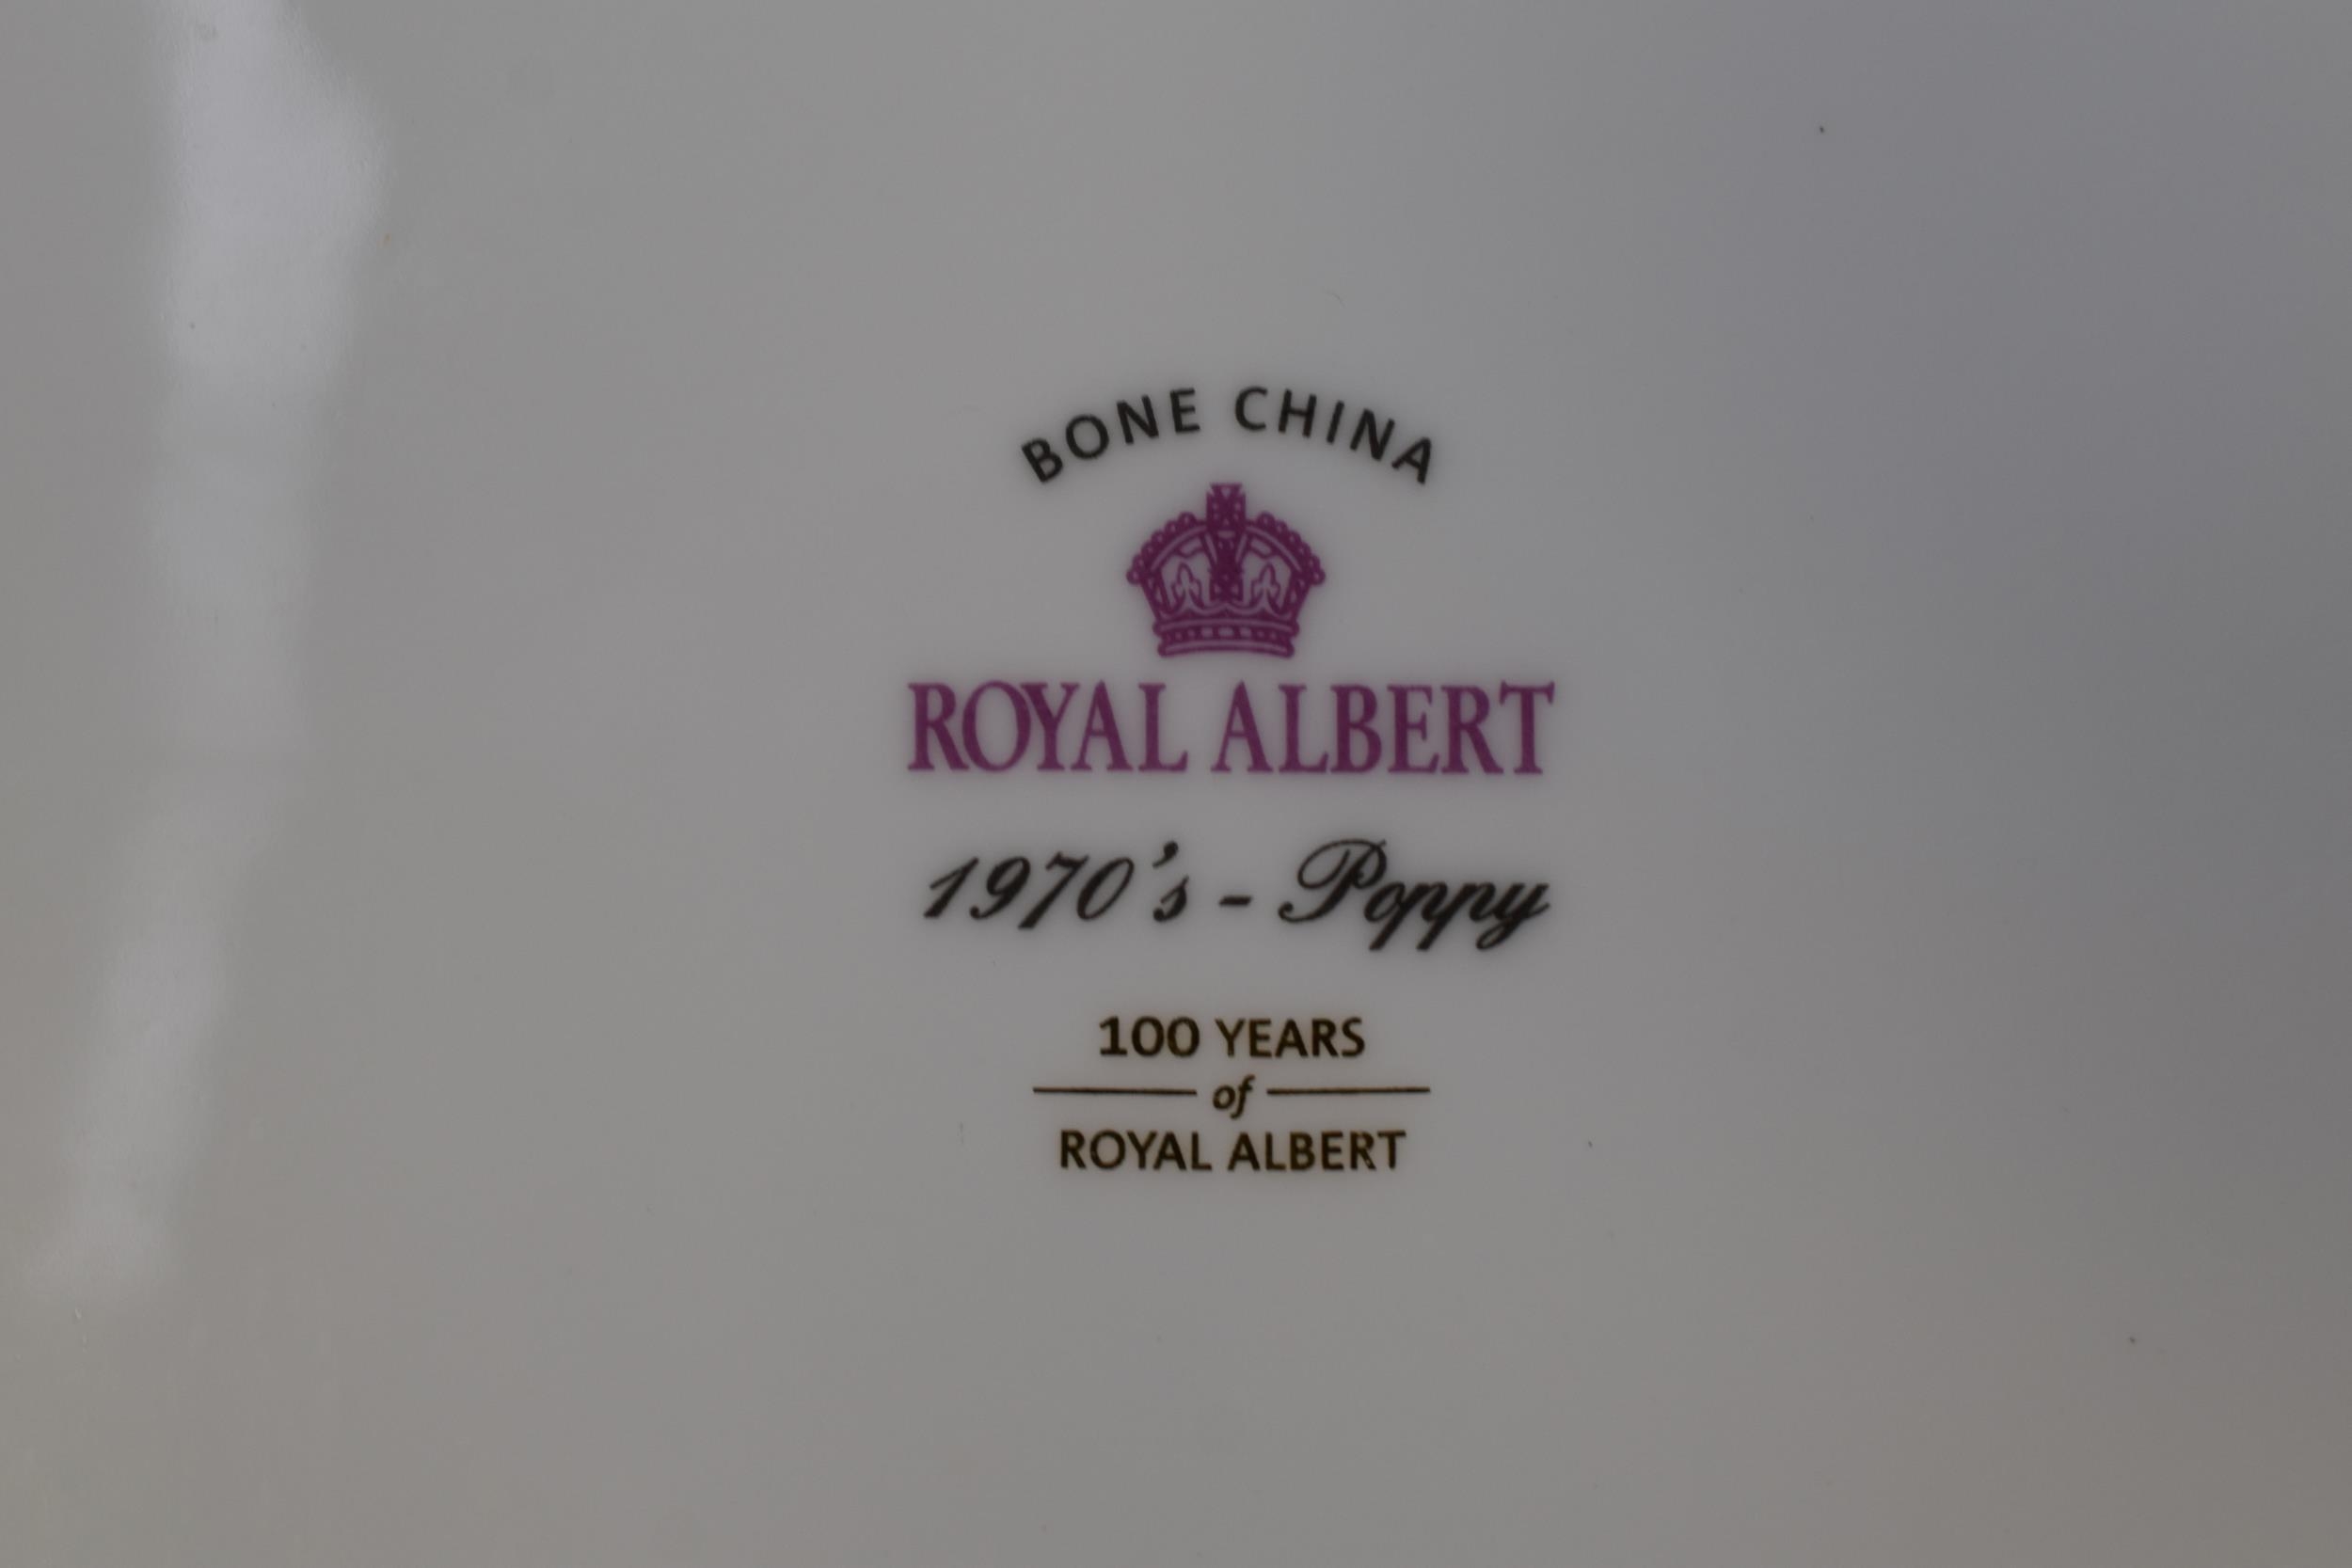 BONE CHINA
ROYAL ALBERT
1970's - Poppy
100 YEARS
of
ROYAL ALBERT